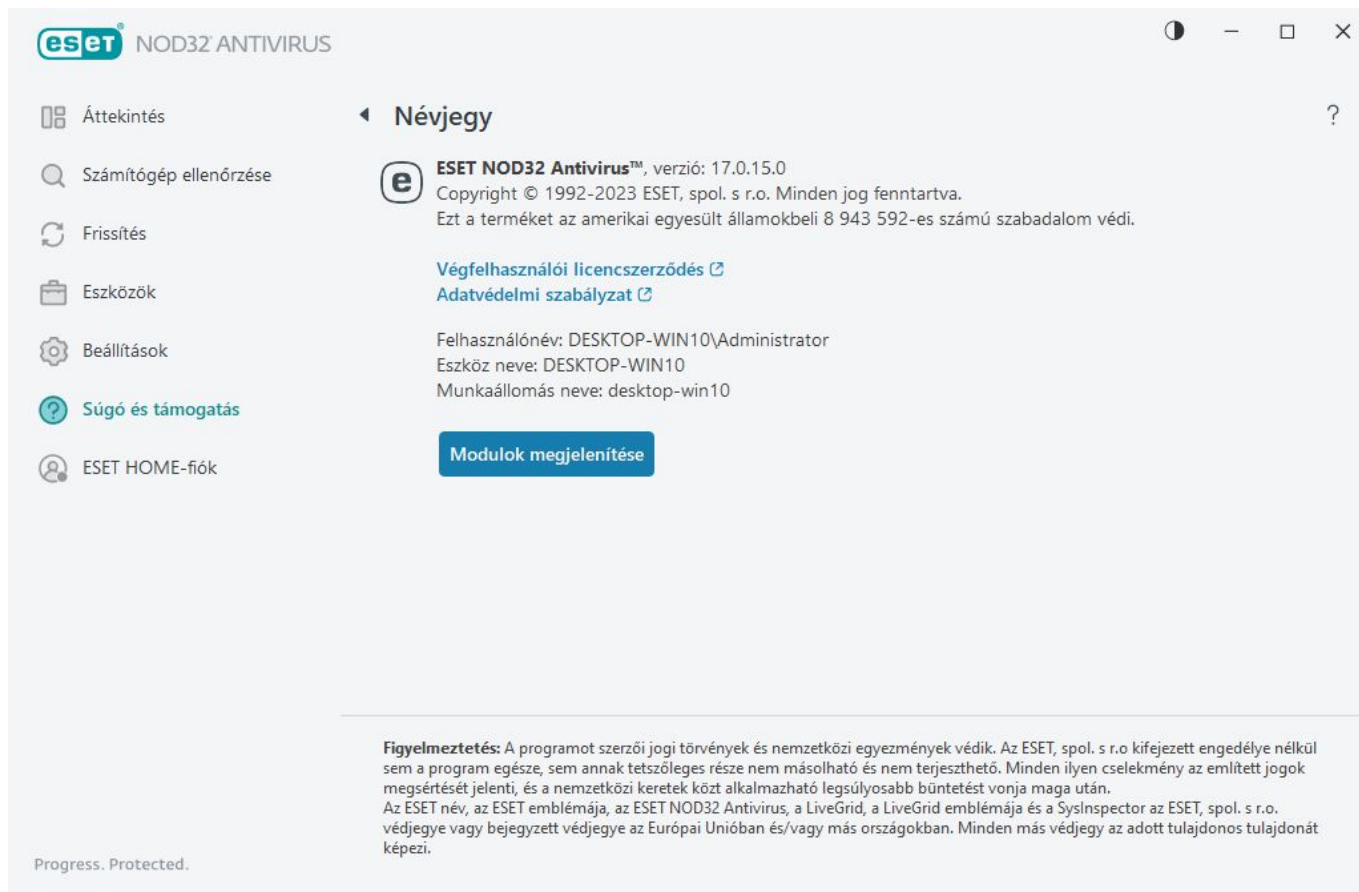 eset® NOD32® ANTIVIRUS
Áttekintés
Számítógép ellenőrzése
Frissítés
Eszközök
Beállítások
Súgó és támogatás
ESET HOME-fiók
Progress. Protected.
Névjegy
?
e
ESET NOD32 Antivirus™, verzió: 17.0.15.0
Copyright © 1992-2023 ESET, spol. s r.o. Minden jog fenntartva.
Ezt a terméket az amerikai egyesült államokbeli 8 943 592-es számú szabadalom védi.
Végfelhasználói licencszerződés
Adatvédelmi szabályzat
Felhasználónév: DESKTOP-WIN10\Administrator
Eszköz neve: DESKTOP-WIN10
Munkaállomás neve: desktop-win10
Modulok megjelenítése
Figyelmeztetés: A programot szerzői jogi törvények és nemzetközi egyezmények védik. Az ESET, spol. s r.o kifejezett engedélye nélkül
sem a program egésze, sem annak tetszőleges része nem másolható és nem terjeszthető. Minden ilyen cselekmény az említett jogok
megsértését jelenti, és a nemzetközi keretek közt alkalmazható legsúlyosabb büntetést vonja maga után.
Az ESET név, az ESET emblémája, az ESET NOD32 Antivirus, a LiveGrid, a LiveGrid emblémája és a SysInspector az ESET, spol. s r.o.
védjegye vagy bejegyzett védjegye az Európai Unióban és/vagy más országokban. Minden más védjegy az adott tulajdonos tulajdonát
képezi.